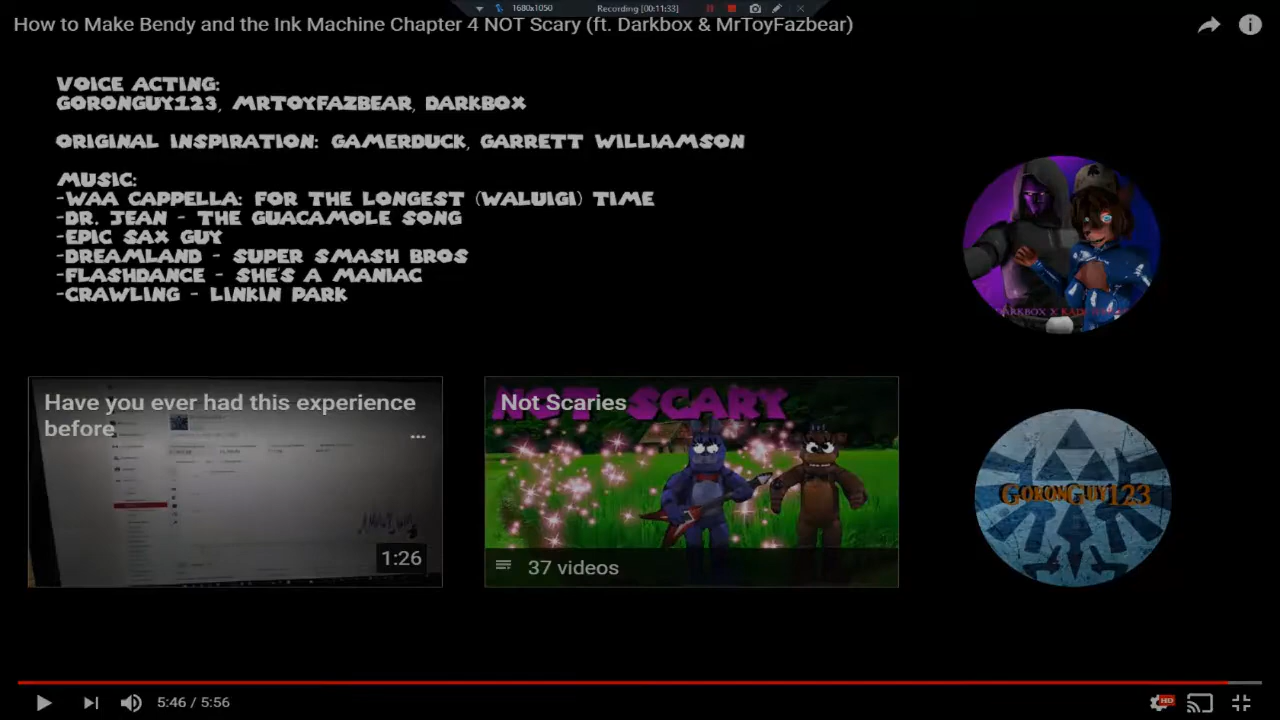 1680x1050 Recording [00:11:33]
How to Make Bendy and the Ink Machine Chapter 4 NOT Scary (ft. Darkbox & MrToyFazbear)
VOICE ACTING:
GORONGUY123, MRTOYFAZBEAR, DARKBOX
ORIGINAL INSPIRATION: GAMERDUCK, GARRETT WILLIAMSON
MUSIC:
-WAA CAPPELLA: FOR THE LONGEST (WALUIGI) TIME
-DR. JEAN - THE GUACAMOLE SONG
-EPIC SAX GUY
-DREAMLAND - SUPER SMASH BROS
-FLASHDANCE - SHE'S A MANIAC
-CRAWLING - LINKIN PARK
DARKBOX X
Have you ever had this experience
before
1:26
NOT SCARY
Not Scaries
37 videos
GORONGUY123
5:46 / 5:56
HD